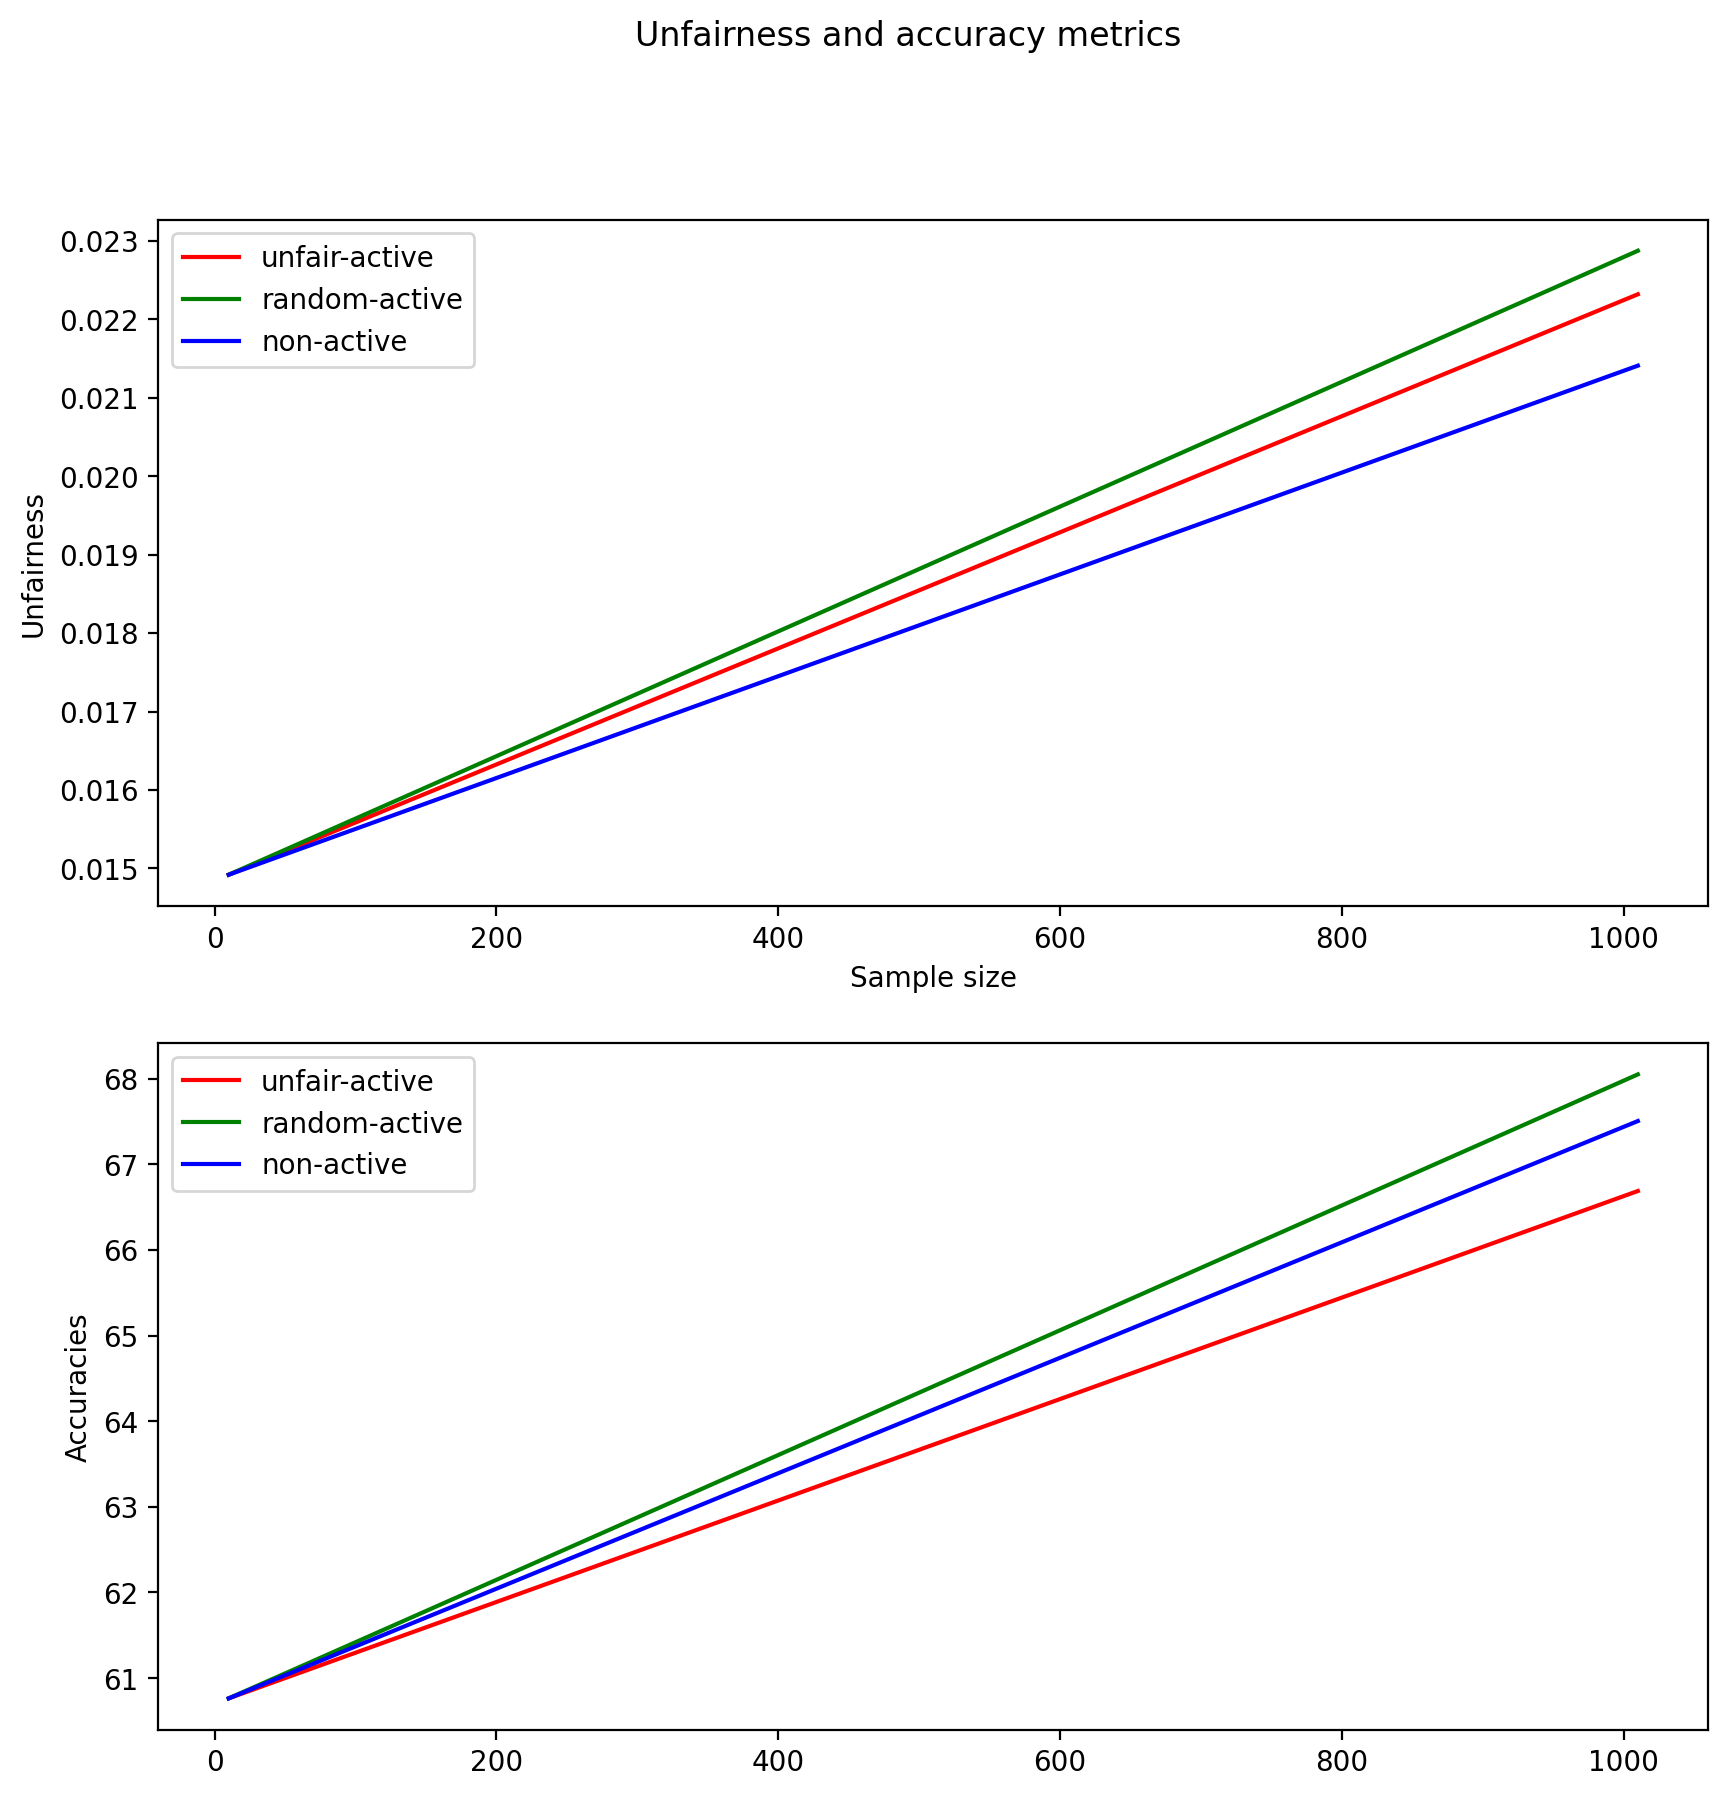 Unfairness and accuracy metrics
unfair-active
random-active
non-active
0.023
0.022
0.021
0.020
0.019
0.018
0.017
0.016
0.015
Unfairness
0 200 400 600 800 1000
Sample size
unfair-active
random-active
non-active
68
67
66
65
64
63
62
61
Accuracies
0 200 400 600 800 1000